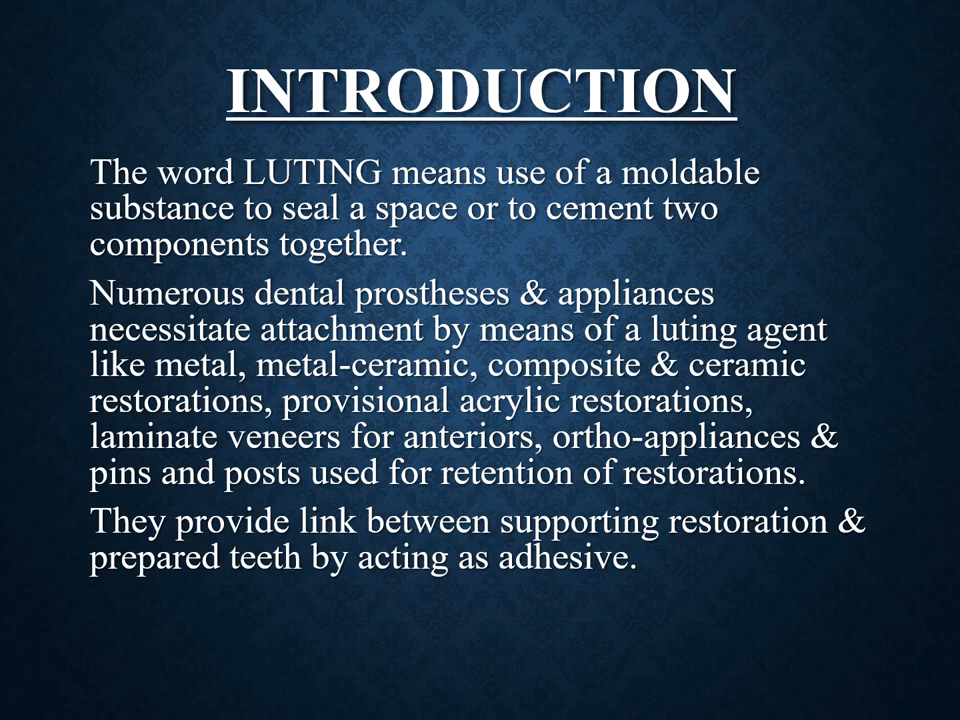 INTRODUCTION
The word LUTING means use of a moldable
substance to seal a space or to cement two
components together.
Numerous dental prostheses & appliances
necessitate attachment by means of a luting agent
like metal, metal-ceramic, composite & ceramic
restorations, provisional acrylic restorations,
laminate veneers for anteriors, ortho-appliances &
pins and posts used for retention of restorations.
They provide link between supporting restoration &
prepared teeth by acting as adhesive.